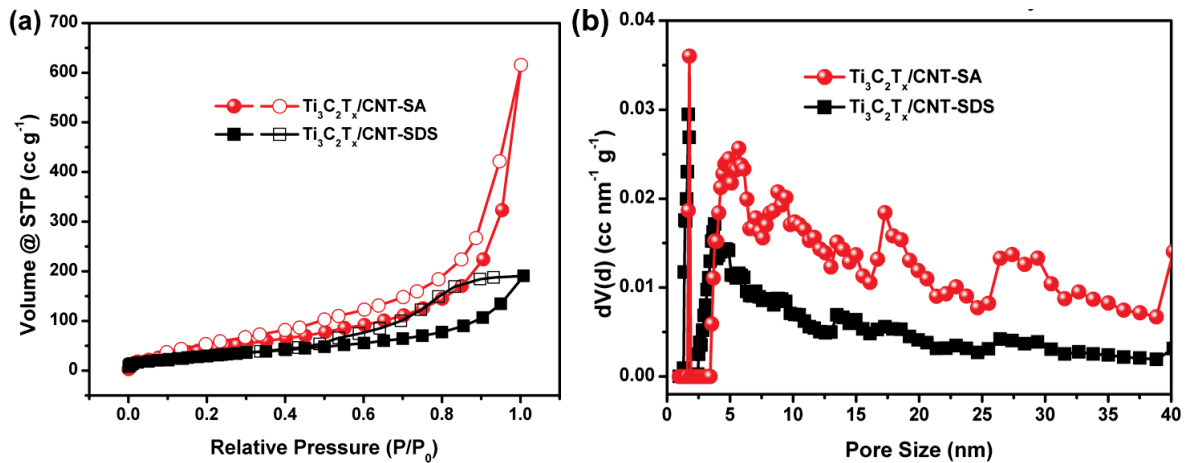 (a)
700
600
500
400
300
200
100
0
Volume @ STP (cc g⁻¹)
Ti₃C₂Tₓ/CNT-SA
Ti₃C₂Tₓ/CNT-SDS
0.0 0.2 0.4 0.6 0.8 1.0
Relative Pressure (P/P₀)
(b)
0.04
0.03
0.02
0.01
0.00
dV(d) (cc nm⁻¹ g⁻¹)
Ti₃C₂Tₓ/CNT-SA
Ti₃C₂Tₓ/CNT-SDS
0 5 10 15 20 25 30 35 40
Pore Size (nm)